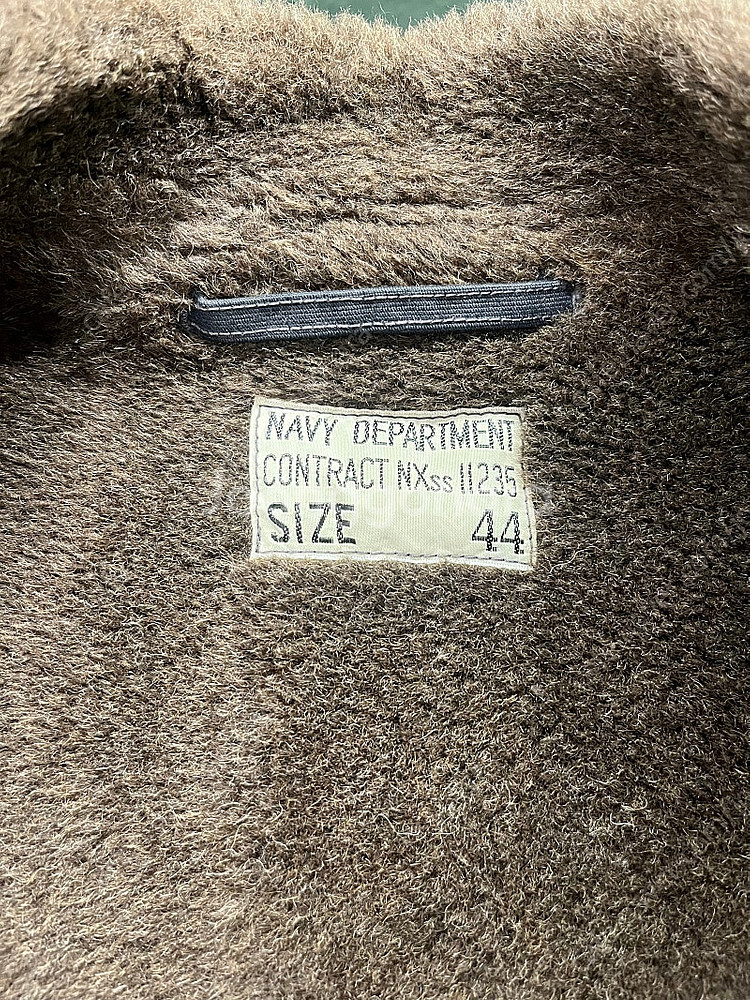 NAVY DEPARTMENT
CONTRACT NXss 11235
SIZE 44